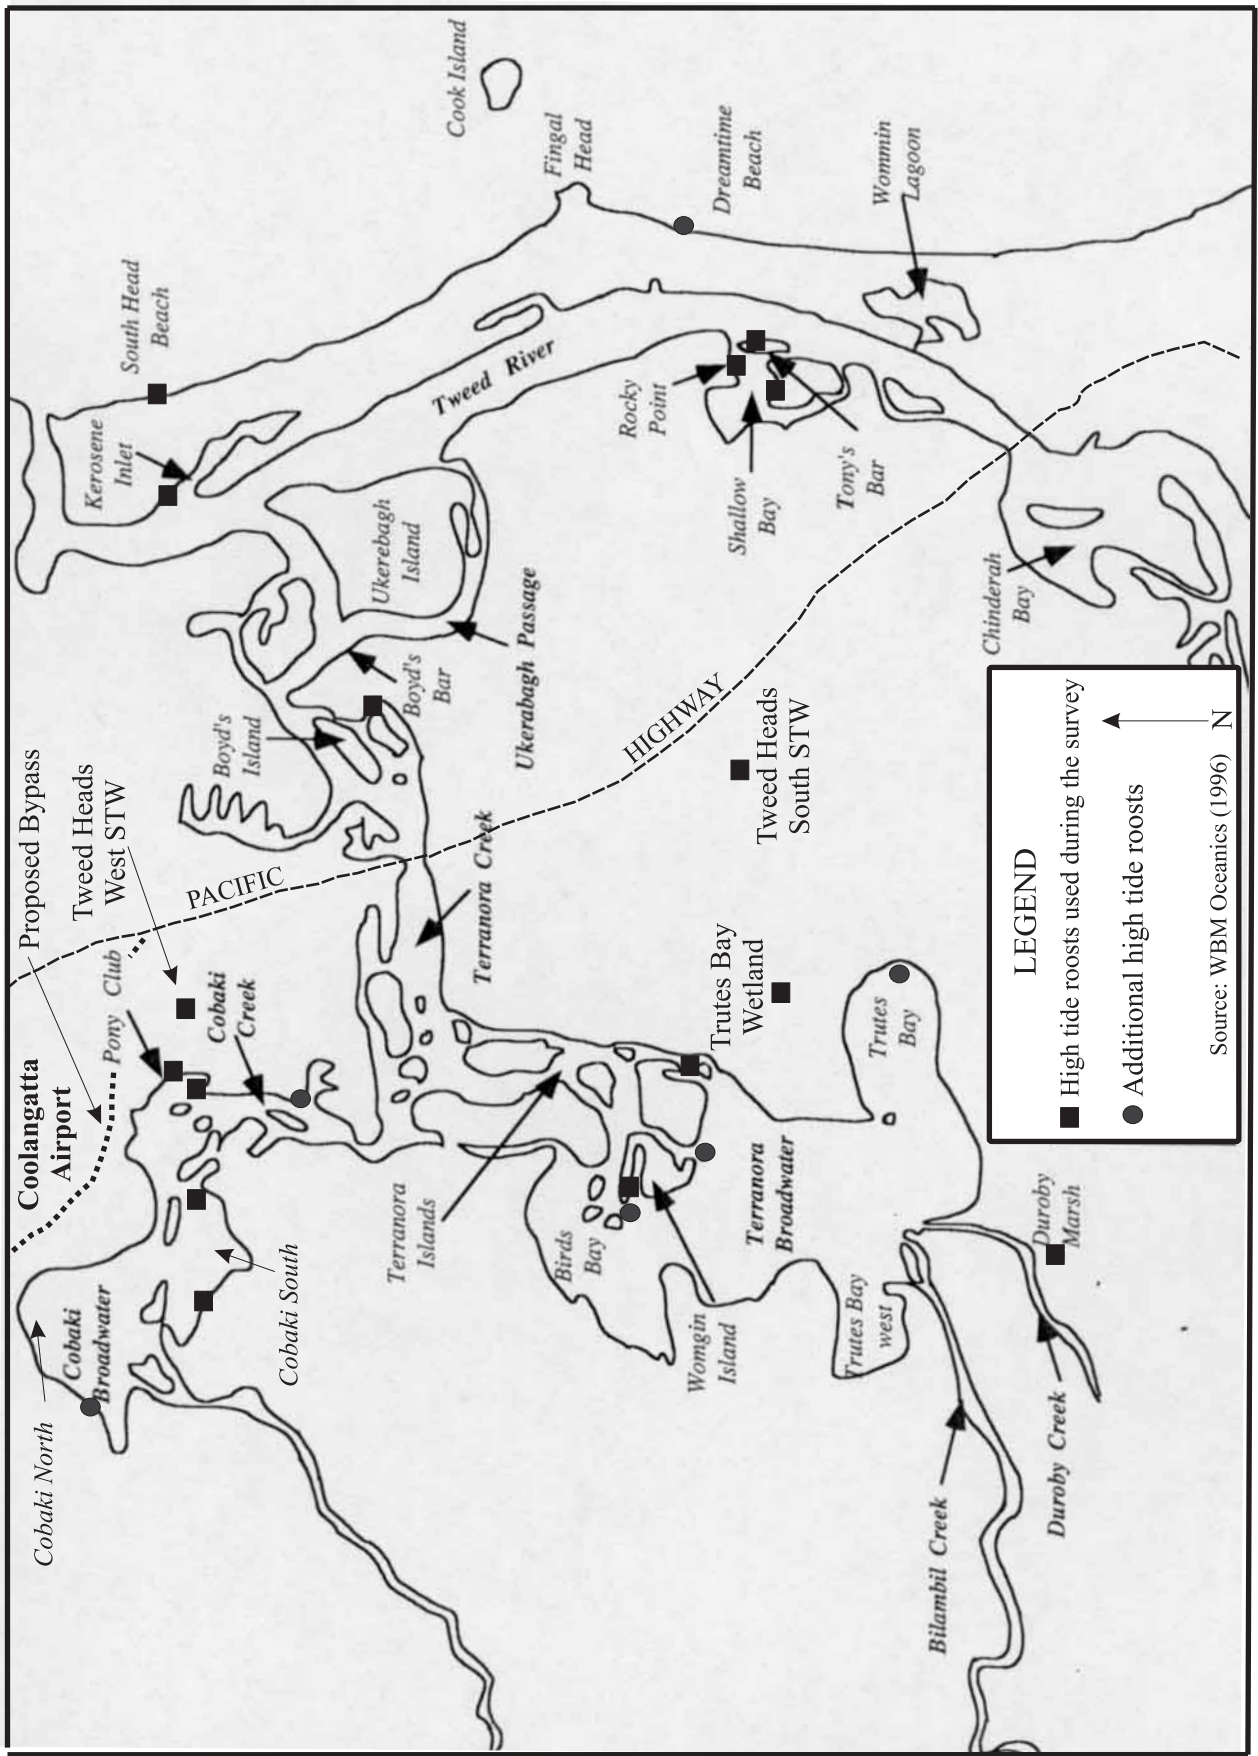 Cook Island
Fingal
Head
Dreamtime
Beach
Wommin
Lagoon
South Head
Beach
Kerosene
Inlet
Tweed River
Rocky
Point
Shallow
Bay
Tony's
Bar
Ukerebagh
Island
Ukerabagh Passage
Boyd's
Bar
Boyd's
Island
Chinderah
Bay
Proposed Bypass
Tweed Heads
West STW
PACIFIC
HIGHWAY
Tweed Heads
South STW
Terranora Creek
Pony Club
Cobaki
Creek
Coolangatta
Airport
Trutes Bay
Wetland
Trutes
Bay
Terranora
Islands
Birds
Bay
Terranora
Broadwater
Womgin
Island
Trutes Bay
west
Duroby
Marsh
Cobaki
Broadwater
Cobaki South
Cobaki North
Bilambil Creek
Duroby Creek
LEGEND
High tide roosts used during the survey
Additional high tide roosts
Source: WBM Oceanics (1996)
N